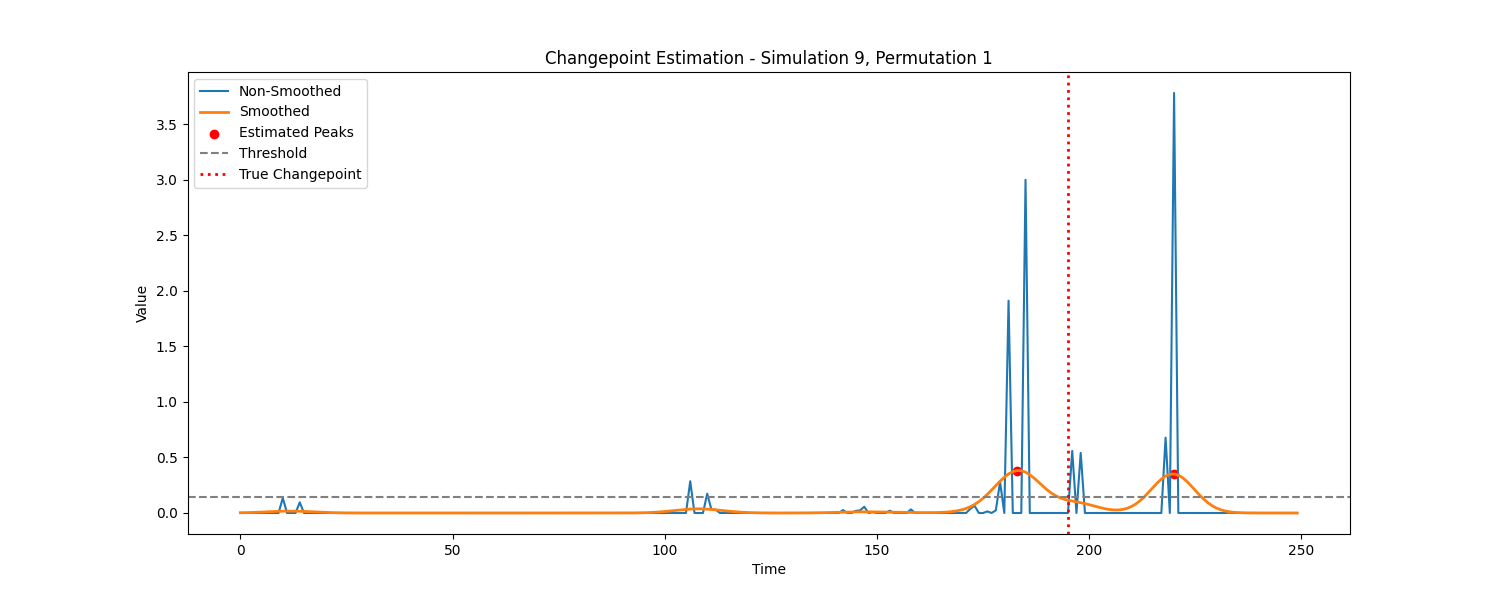 Changepoint Estimation - Simulation 9, Permutation 1
Non-Smoothed
Smoothed
Estimated Peaks
Threshold
True Changepoint
Value
3.5
3.0
2.5
2.0
1.5
1.0
0.5
0.0
0
50
100
150
200
250
Time